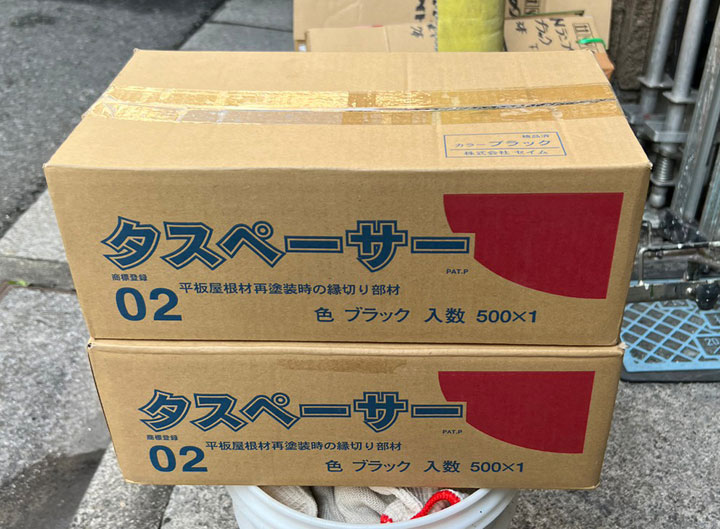 検品済
カラー ブラック
株式会社 セイム
タスペーサー
商標登録
PAT.P
02
平板屋根材再塗装時の縁切り部材
色 ブラック 入数 500×1
タスペーサー
商標登録
PAT.P
02
平板屋根材再塗装時の縁切り部材
色 ブラック 入数 500×1